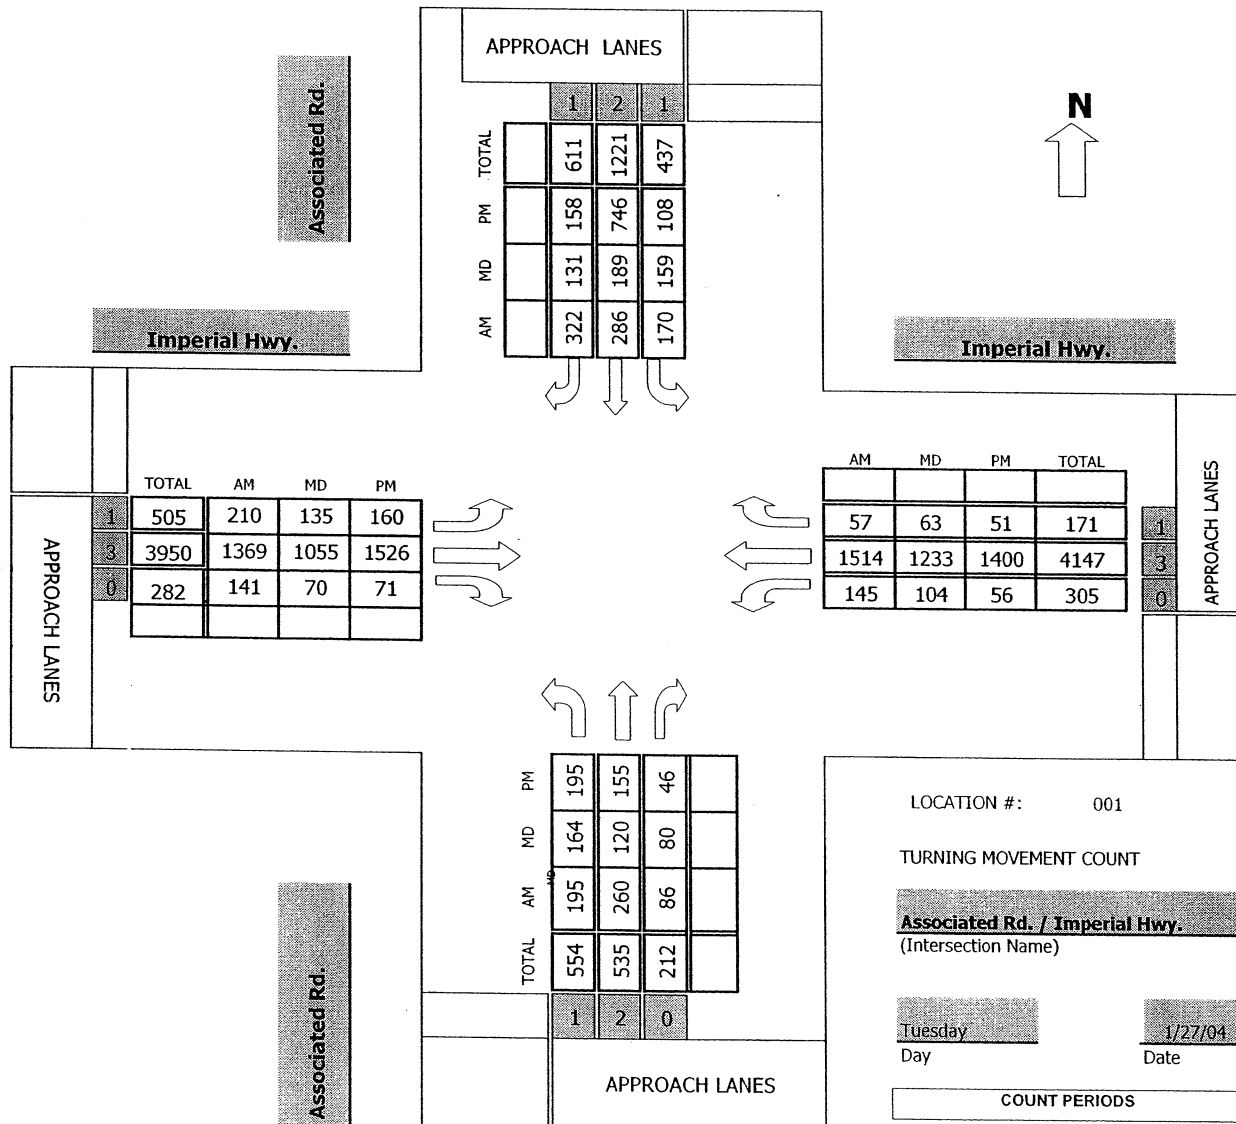 APPROACH LANES
1 2 1
TOTAL 611 1221 437
PM 158 746 108
MD 131 189 159
AM 322 286 170
Associated Rd.
N
Imperial Hwy.
Imperial Hwy.
TOTAL AM MD PM
1 505 210 135 160
3 3950 1369 1055 1526
0 282 141 70 71
APPROACH LANES
AM MD PM TOTAL
57 63 51 171 1
1514 1233 1400 4147 3
145 104 56 305 0
APPROACH LANES
PM 195 155 46
MD 164 120 80
MD
AM 195 260 86
TOTAL 554 535 212
1 2 0
APPROACH LANES
Associated Rd.
LOCATION #: 001
TURNING MOVEMENT COUNT
Associated Rd. / Imperial Hwy.
(Intersection Name)
Tuesday 1/27/04
Day Date
COUNT PERIODS